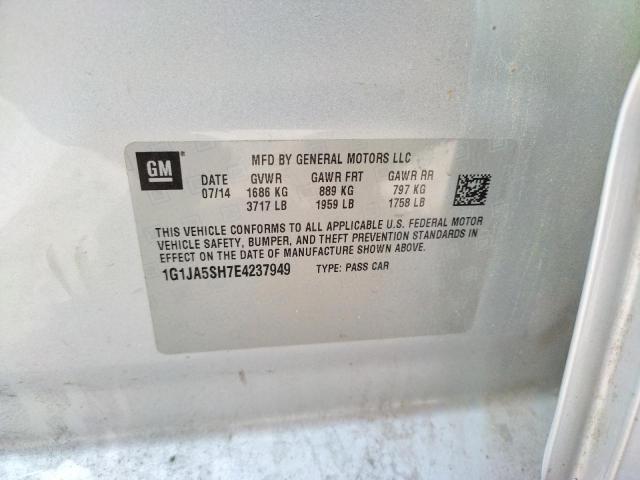 GM
MFD BY GENERAL MOTORS LLC
DATE GVWR GAWR FRT GAWR RR
07/14 1686 KG 889 KG 797 KG
3717 LB 1959 LB 1758 LB
THIS VEHICLE CONFORMS TO ALL APPLICABLE U.S. FEDERAL MOTOR
VEHICLE SAFETY, BUMPER, AND THEFT PREVENTION STANDARDS IN
EFFECT ON THE DATE OF MANUFACTURE SHOWN ABOVE.
1G1JA5SH7E4237949 TYPE: PASS CAR